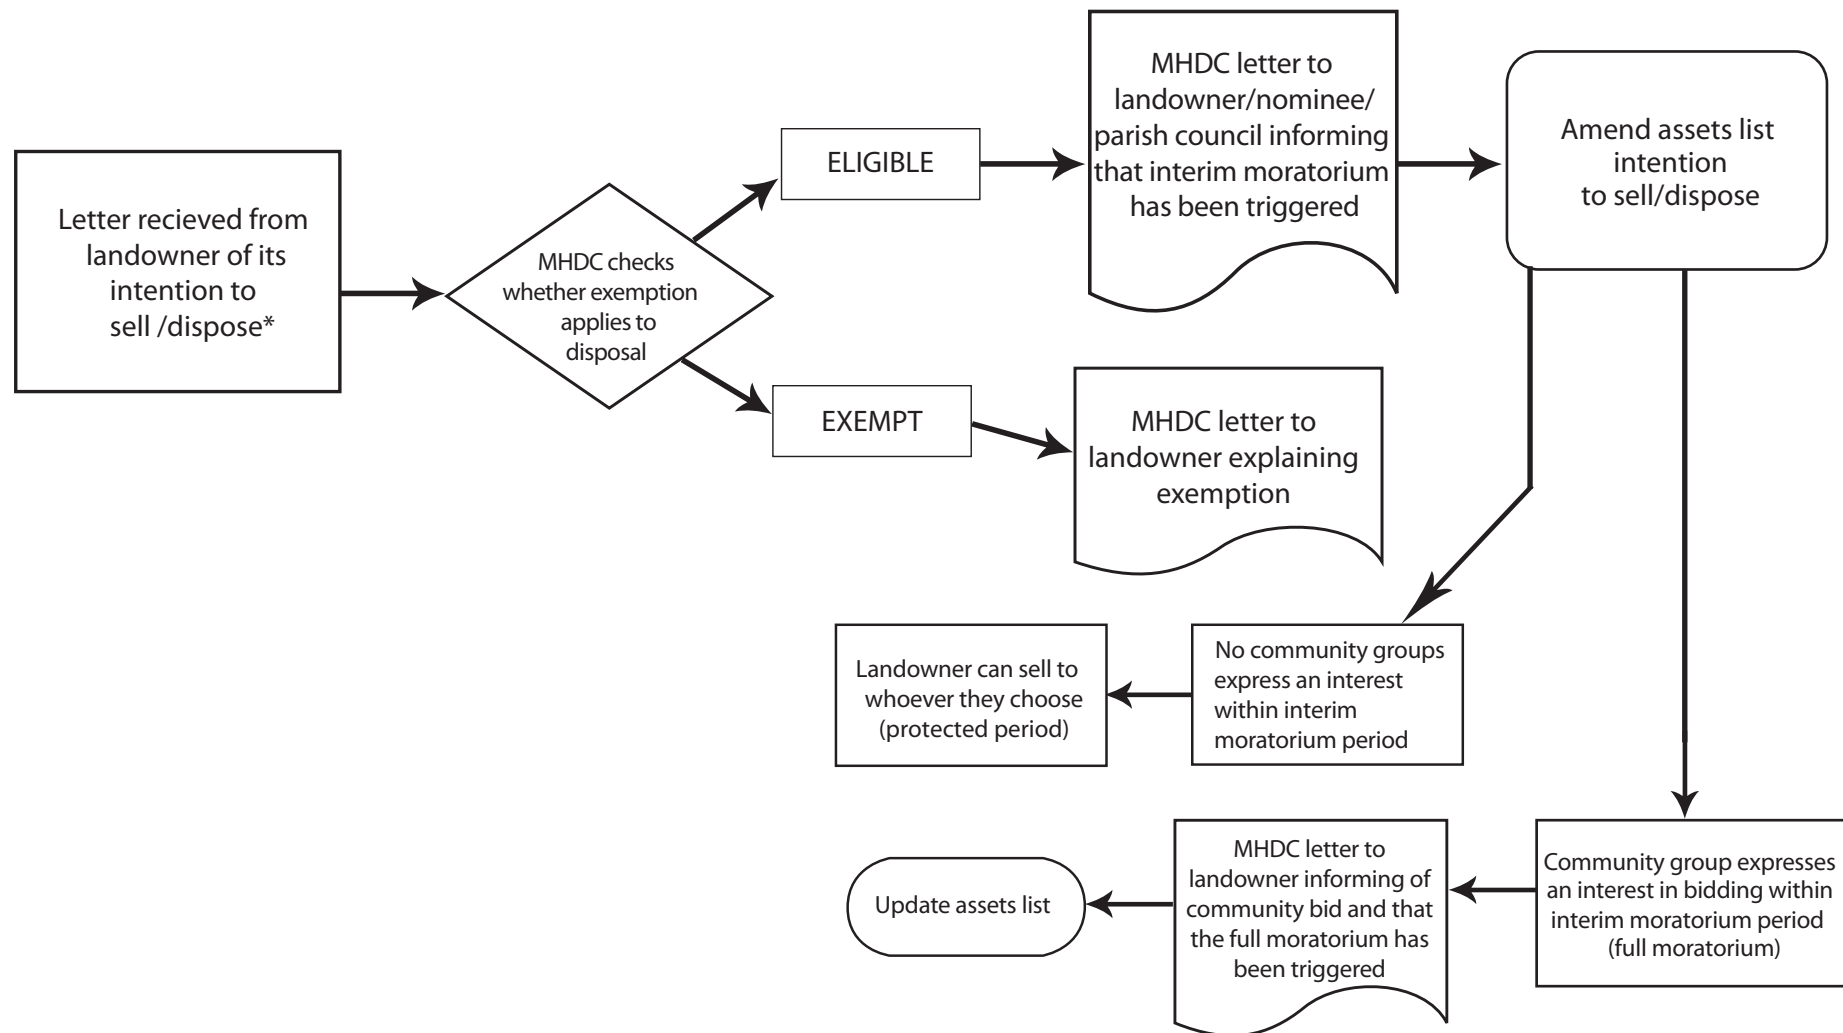 Letter recieved from
landowner of its
intention to
sell /dispose*
MHDC checks
whether exemption
applies to
disposal
ELIGIBLE
MHDC letter to
landowner/nominee/
parish council informing
that interim moratorium
has been triggered
Amend assets list
intention
to sell/dispose
EXEMPT
MHDC letter to
landowner explaining
exemption
No community groups
express an interest
within interim
moratorium period
Landowner can sell to
whoever they choose
(protected period)
Community group expresses
an interest in bidding within
interim moratorium period
(full moratorium)
MHDC letter to
landowner informing of
community bid and that
the full moratorium has
been triggered
Update assets list